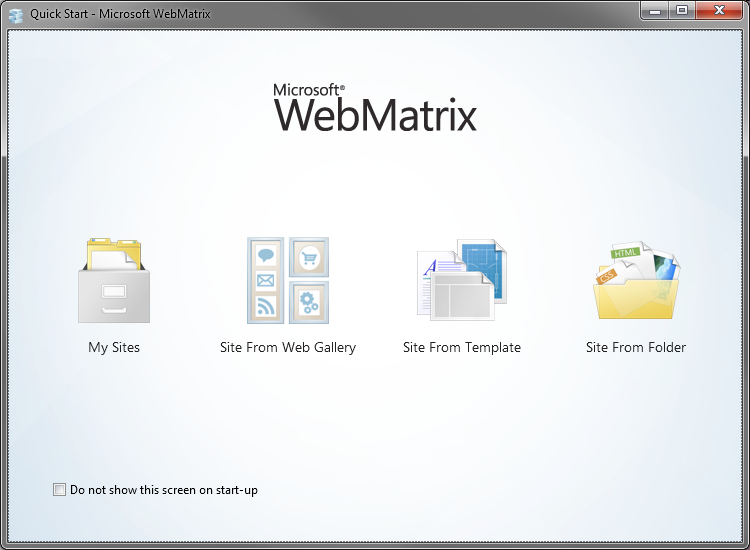 Quick Start - Microsoft WebMatrix
Microsoft®
WebMatrix
A
HTML
CSS
My Sites
Site From Web Gallery
Site From Template
Site From Folder
Do not show this screen on start-up